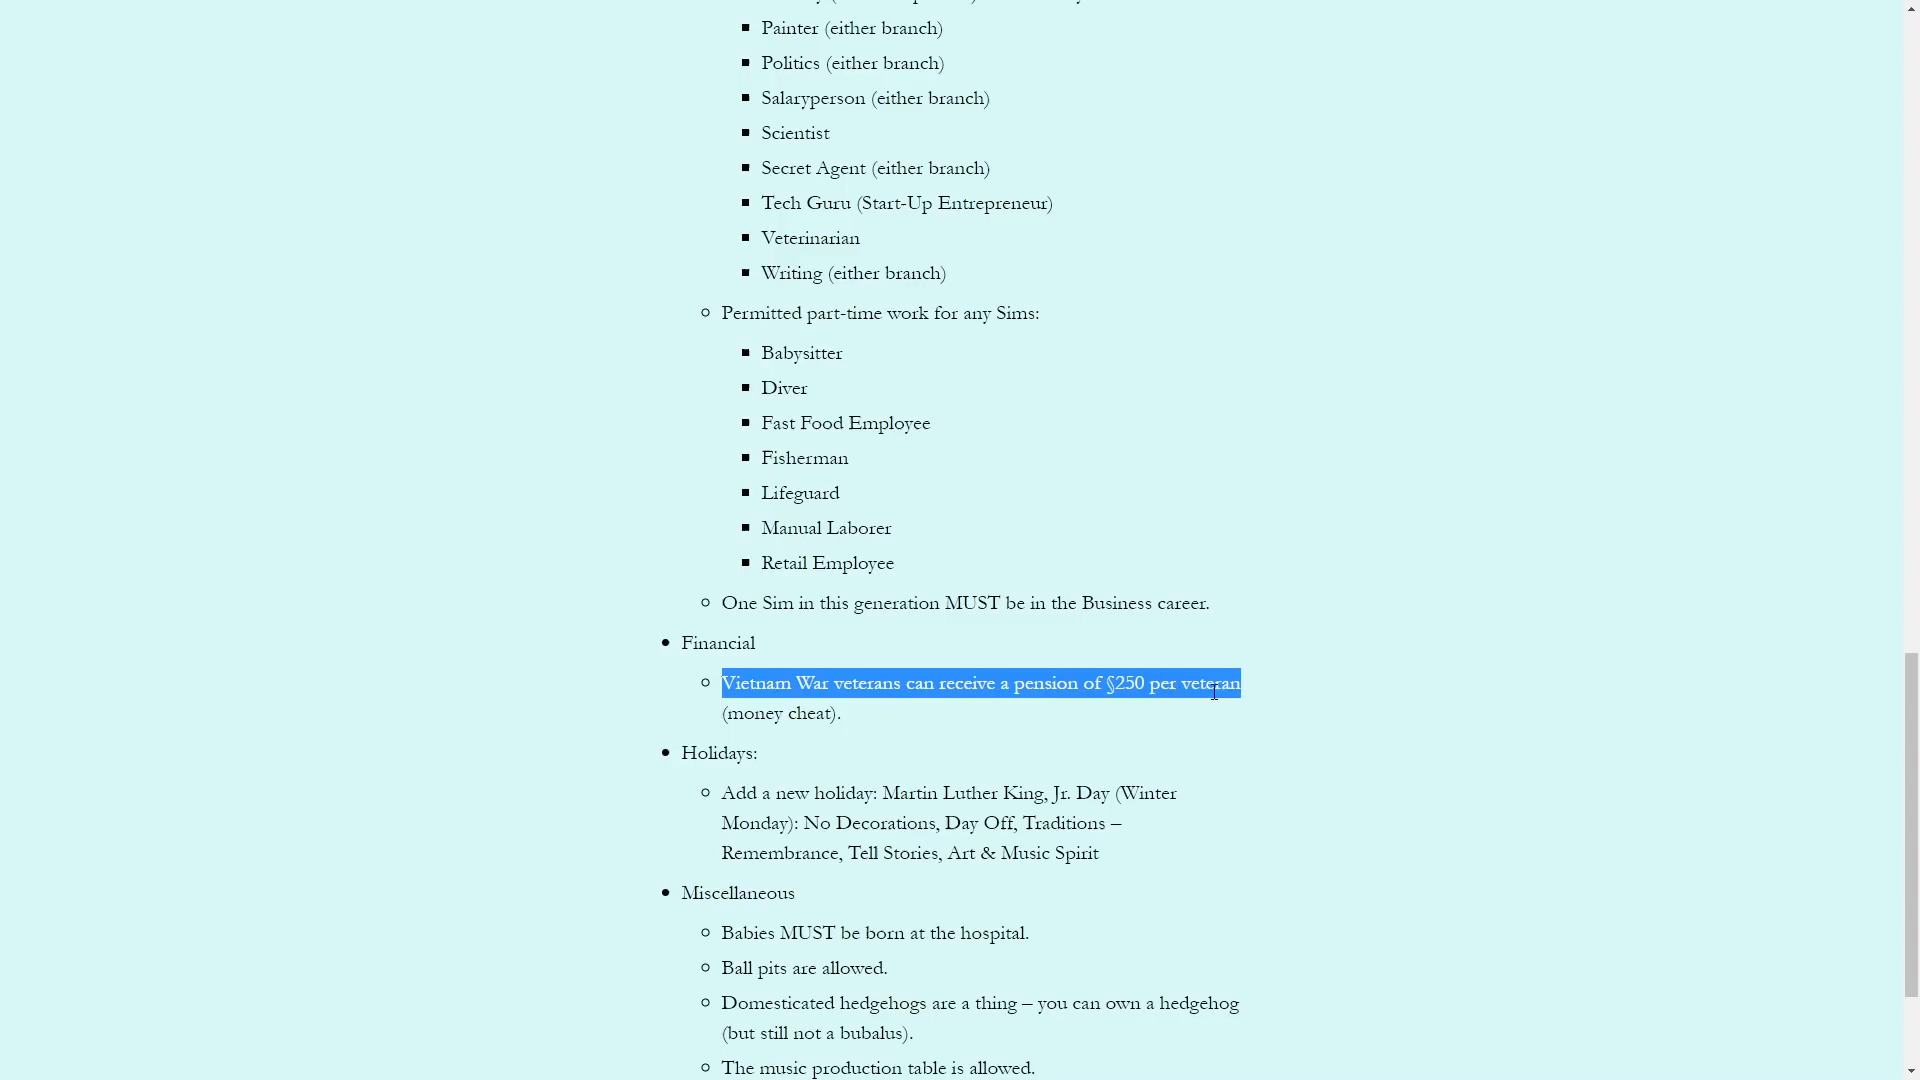 Painter (either branch)
Politics (either branch)
Salaryperson (either branch)
Scientist
Secret Agent (either branch)
Tech Guru (Start-Up Entrepreneur)
Veterinarian
Writing (either branch)
Permitted part-time work for any Sims:
Babysitter
Diver
Fast Food Employee
Fisherman
Lifeguard
Manual Laborer
Retail Employee
One Sim in this generation MUST be in the Business career.
Financial
Vietnam War veterans can receive a pension of §250 per veteran
(money cheat).
Holidays:
Add a new holiday: Martin Luther King, Jr. Day (Winter
Monday): No Decorations, Day Off, Traditions –
Remembrance, Tell Stories, Art & Music Spirit
Miscellaneous
Babies MUST be born at the hospital.
Ball pits are allowed.
Domesticated hedgehogs are a thing – you can own a hedgehog
(but still not a bubalus).
The music production table is allowed.